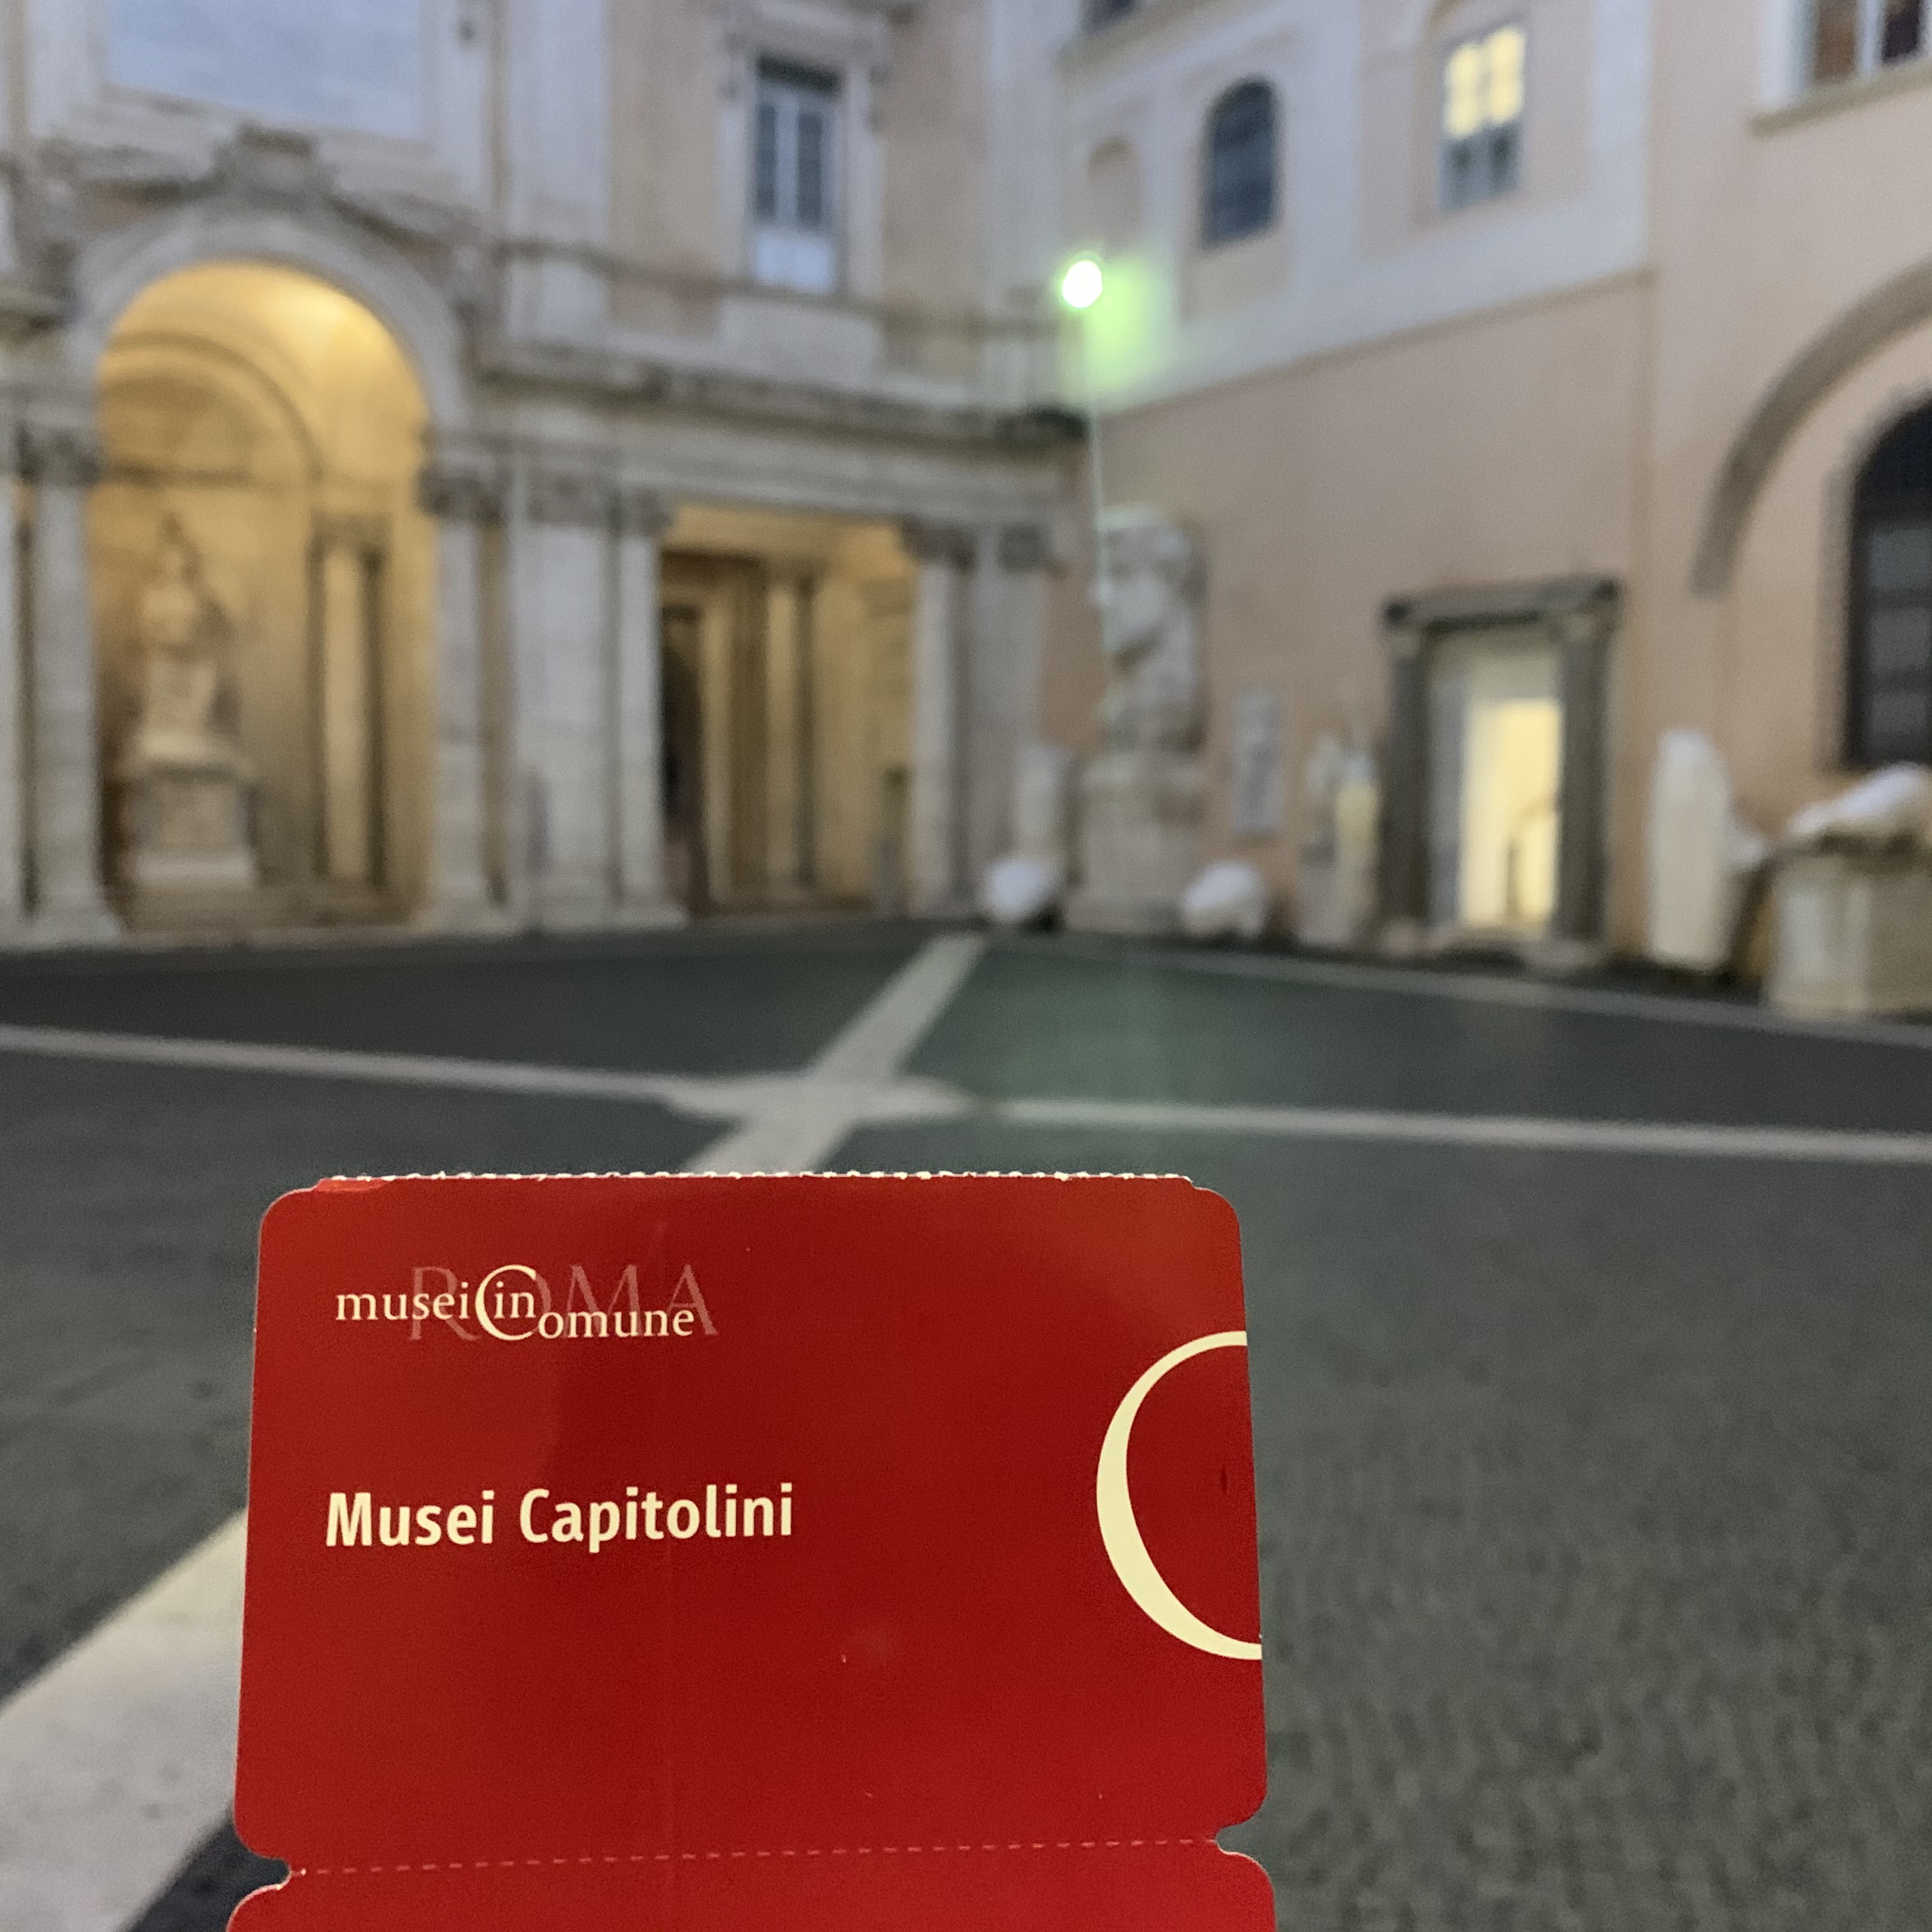 ROMA
musei in Comune
Musei Capitolini
C